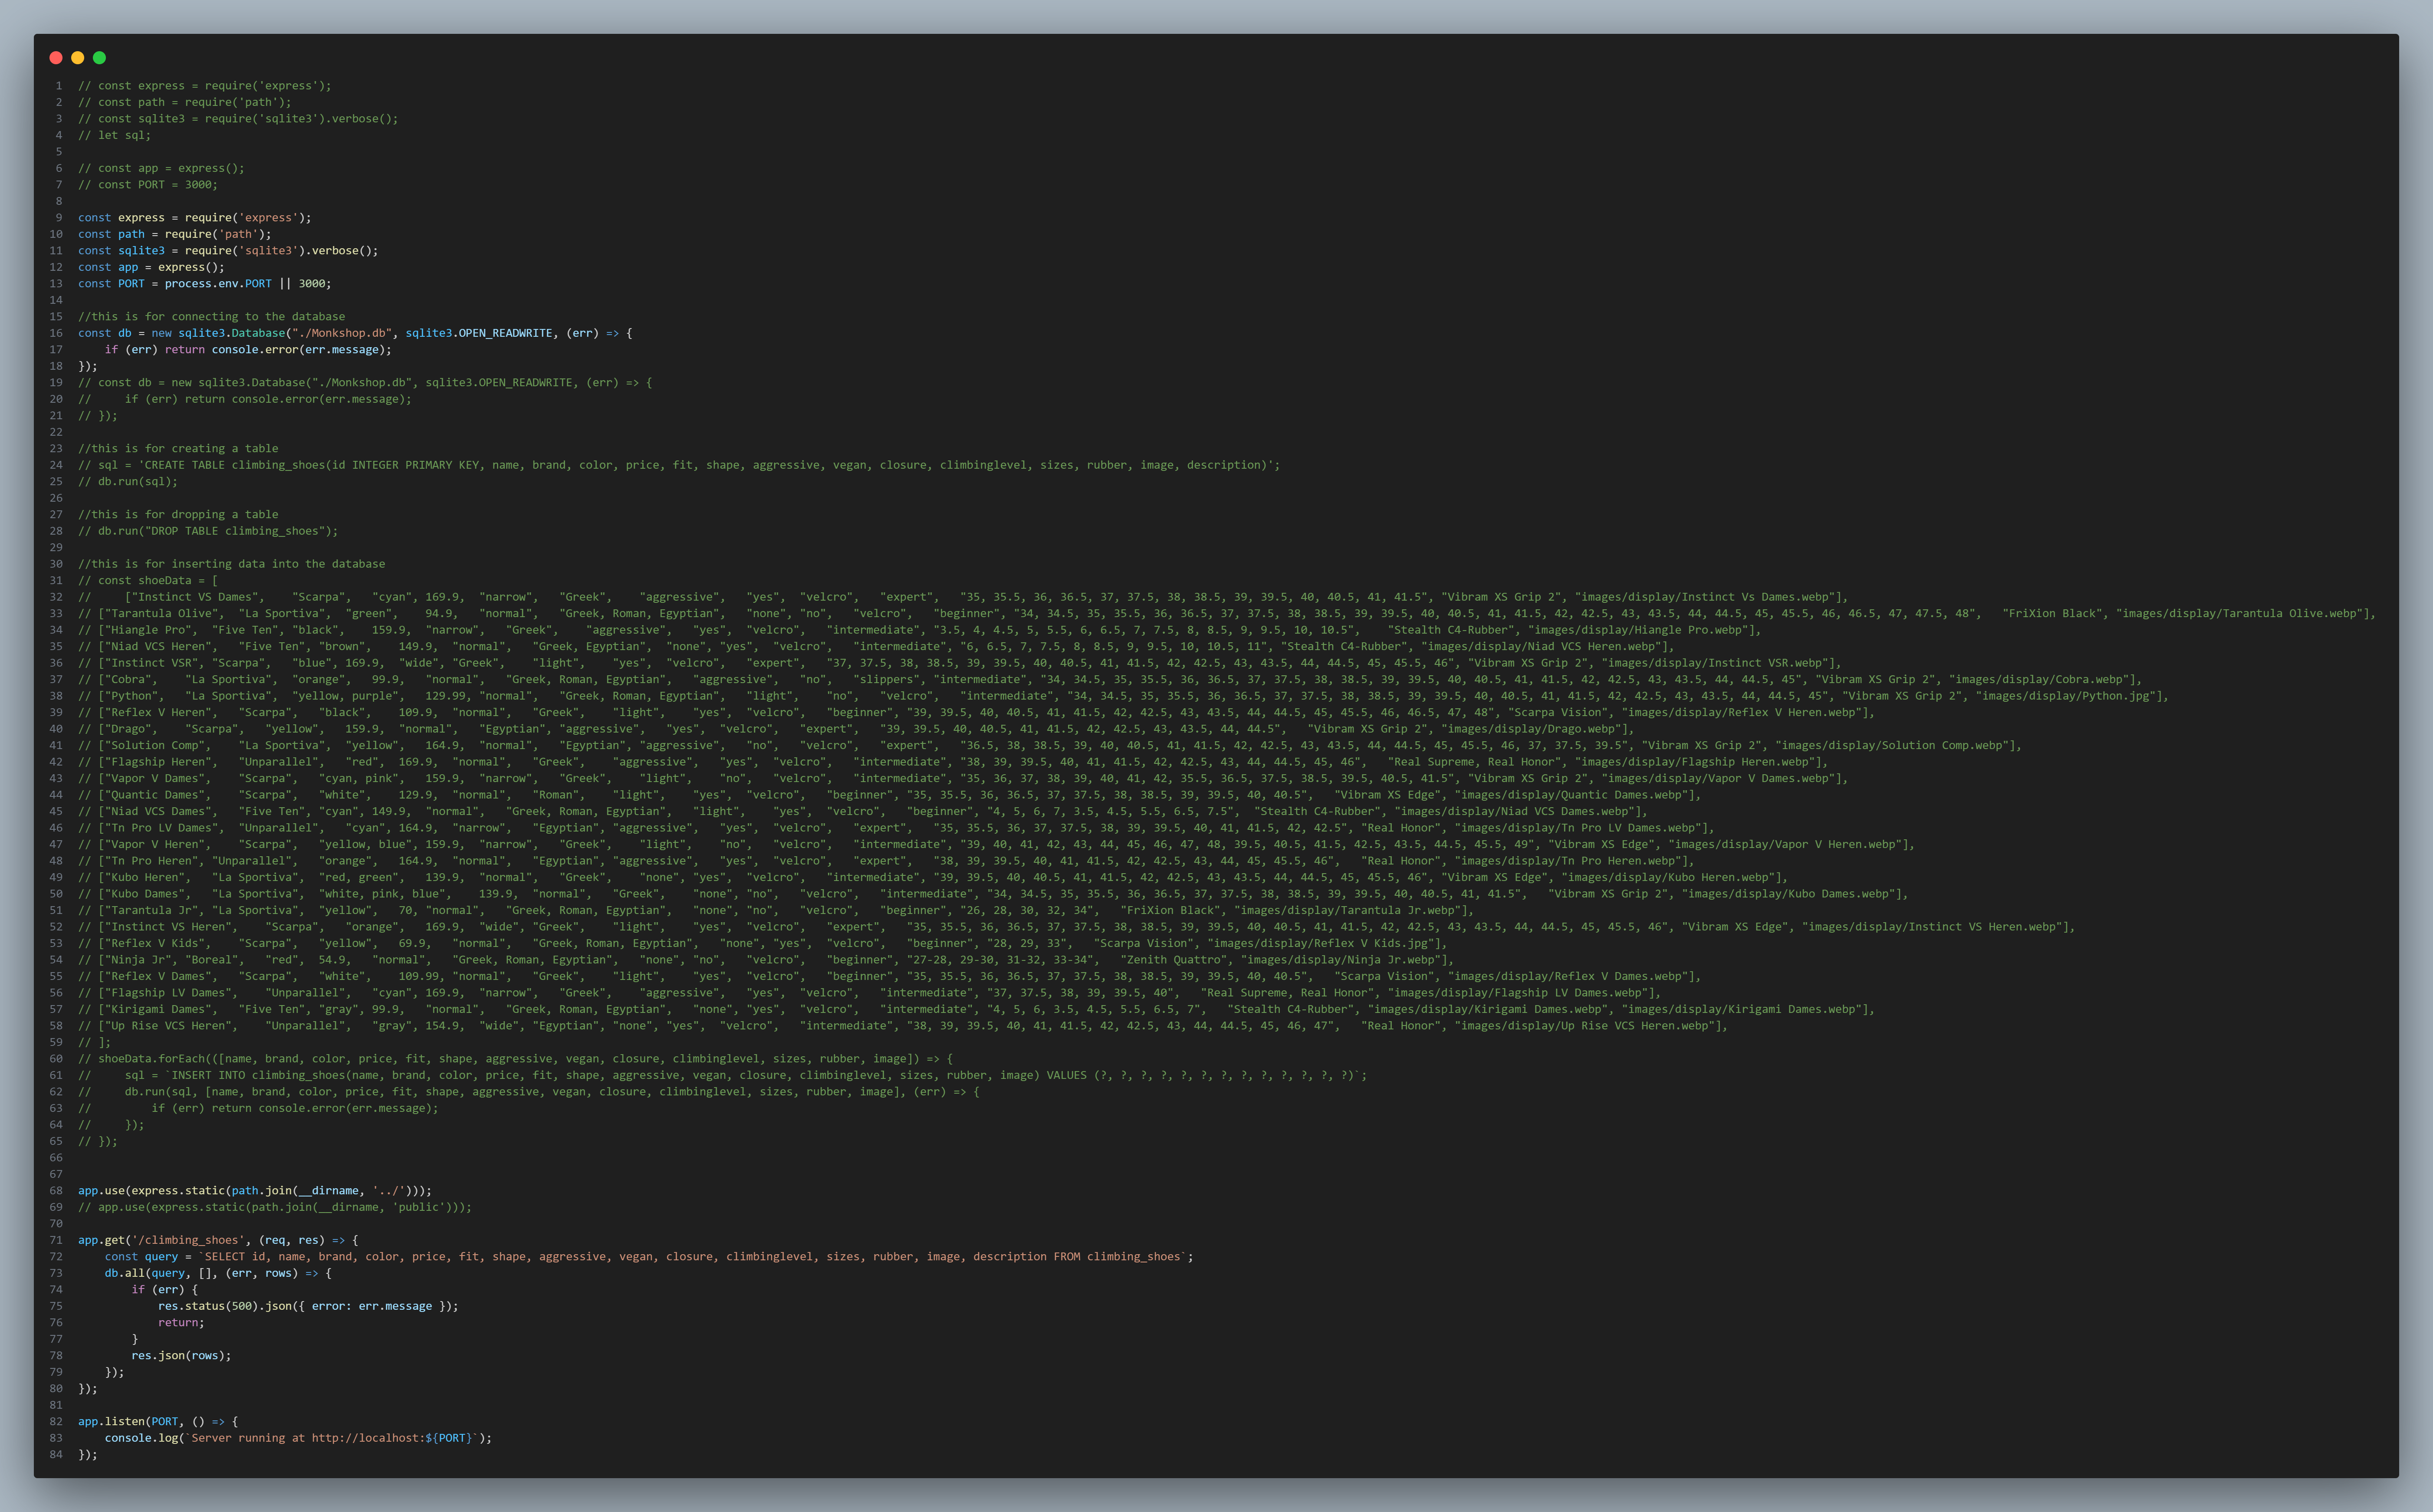 1 // const express = require('express');
2 // const path = require('path');
3 // const sqlite3 = require('sqlite3').verbose();
4 // let sql;
5
6 // const app = express();
7 // const PORT = 3000;
8
9 const express = require('express');
10 const path = require('path');
11 const sqlite3 = require('sqlite3').verbose();
12 const app = express();
13 const PORT = process.env.PORT || 3000;
14
15 //this is for connecting to the database
16 const db = new sqlite3.Database("./Monkshop.db", sqlite3.OPEN_READWRITE, (err) => {
17     if (err) return console.error(err.message);
18 });
19 // const db = new sqlite3.Database("./Monkshop.db", sqlite3.OPEN_READWRITE, (err) => {
20 //     if (err) return console.error(err.message);
21 // });
22
23 //this is for creating a table
24 // sql = 'CREATE TABLE climbing_shoes(id INTEGER PRIMARY KEY, name, brand, color, price, fit, shape, aggressive, vegan, closure, climbinglevel, sizes, rubber, image, description)';
25 // db.run(sql);
26
27 //this is for dropping a table
28 // db.run("DROP TABLE climbing_shoes");
29
30 //this is for inserting data into the database
31 // const shoeData = [
32 //     ["Instinct VS Dames", "Scarpa", "cyan", 169.9, "narrow", "Greek", "aggressive", "yes", "velcro", "expert", "35, 35.5, 36, 36.5, 37, 37.5, 38, 38.5, 39, 39.5, 40, 40.5, 41, 41.5", "Vibram XS Grip 2", "images/display/Instinct Vs Dames.webp"],
33 // ["Tarantula Olive", "La Sportiva", "green", 94.9, "normal", "Greek, Roman, Egyptian", "none", "no", "velcro", "beginner", "34, 34.5, 35, 35.5, 36, 36.5, 37, 37.5, 38, 38.5, 39, 39.5, 40, 40.5, 41, 41.5, 42, 42.5, 43, 43.5, 44, 44.5, 45, 45.5, 46, 46.5, 47, 47.5, 48", "FriXion Black", "images/display/Tarantula Olive.webp"],
34 // ["Hiangle Pro", "Five Ten", "black", 159.9, "narrow", "Greek", "aggressive", "yes", "velcro", "intermediate", "3.5, 4, 4.5, 5, 5.5, 6, 6.5, 7, 7.5, 8, 8.5, 9, 9.5, 10, 10.5", "Stealth C4-Rubber", "images/display/Hiangle Pro.webp"],
35 // ["Niad VCS Heren", "Five Ten", "brown", 149.9, "normal", "Greek, Egyptian", "none", "yes", "velcro", "intermediate", "6, 6.5, 7, 7.5, 8, 8.5, 9, 9.5, 10, 10.5, 11", "Stealth C4-Rubber", "images/display/Niad VCS Heren.webp"],
36 // ["Instinct VSR", "Scarpa", "blue", 169.9, "wide", "Greek", "light", "yes", "velcro", "expert", "37, 37.5, 38, 38.5, 39, 39.5, 40, 40.5, 41, 41.5, 42, 42.5, 43, 43.5, 44, 44.5, 45, 45.5, 46", "Vibram XS Grip 2", "images/display/Instinct VSR.webp"],
37 // ["Cobra", "La Sportiva", "orange", 99.9, "normal", "Greek, Roman, Egyptian", "aggressive", "no", "slippers", "intermediate", "34, 34.5, 35, 35.5, 36, 36.5, 37, 37.5, 38, 38.5, 39, 39.5, 40, 40.5, 41, 41.5, 42, 42.5, 43, 43.5, 44, 44.5, 45", "Vibram XS Grip 2", "images/display/Cobra.webp"],
38 // ["Python", "La Sportiva", "yellow, purple", 129.99, "normal", "Greek, Roman, Egyptian", "light", "no", "velcro", "intermediate", "34, 34.5, 35, 35.5, 36, 36.5, 37, 37.5, 38, 38.5, 39, 39.5, 40, 40.5, 41, 41.5, 42, 42.5, 43, 43.5, 44, 44.5, 45", "Vibram XS Grip 2", "images/display/Python.jpg"],
39 // ["Reflex V Heren", "Scarpa", "black", 109.9, "normal", "Greek", "light", "yes", "velcro", "beginner", "39, 39.5, 40, 40.5, 41, 41.5, 42, 42.5, 43, 43.5, 44, 44.5, 45, 45.5, 46, 46.5, 47, 48", "Scarpa Vision", "images/display/Reflex V Heren.webp"],
40 // ["Drago", "Scarpa", "yellow", 159.9, "normal", "Egyptian", "aggressive", "yes", "velcro", "expert", "39, 39.5, 40, 40.5, 41, 41.5, 42, 42.5, 43, 43.5, 44, 44.5", "Vibram XS Grip 2", "images/display/Drago.webp"],
41 // ["Solution Comp", "La Sportiva", "yellow", 164.9, "normal", "Egyptian", "aggressive", "no", "velcro", "expert", "36.5, 38, 38.5, 39, 40, 40.5, 41, 41.5, 42, 42.5, 43, 43.5, 44, 44.5, 45, 45.5, 46, 37, 37.5, 39.5", "Vibram XS Grip 2", "images/display/Solution Comp.webp"],
42 // ["Flagship Heren", "Unparallel", "red", 169.9, "normal", "Greek", "aggressive", "yes", "velcro", "intermediate", "38, 39, 39.5, 40, 41, 41.5, 42, 42.5, 43, 44, 44.5, 45, 46", "Real Supreme, Real Honor", "images/display/Flagship Heren.webp"],
43 // ["Vapor V Dames", "Scarpa", "cyan, pink", 159.9, "narrow", "Greek", "light", "no", "velcro", "intermediate", "35, 36, 37, 38, 39, 40, 41, 42, 35.5, 36.5, 37.5, 38.5, 39.5, 40.5, 41.5", "Vibram XS Grip 2", "images/display/Vapor V Dames.webp"],
44 // ["Quantic Dames", "Scarpa", "white", 129.9, "normal", "Roman", "light", "yes", "velcro", "beginner", "35, 35.5, 36, 36.5, 37, 37.5, 38, 38.5, 39, 39.5, 40, 40.5", "Vibram XS Edge", "images/display/Quantic Dames.webp"],
45 // ["Niad VCS Dames", "Five Ten", "cyan", 149.9, "normal", "Greek, Roman, Egyptian", "light", "yes", "velcro", "beginner", "4, 5, 6, 7, 3.5, 4.5, 5.5, 6.5, 7.5", "Stealth C4-Rubber", "images/display/Niad VCS Dames.webp"],
46 // ["Tn Pro LV Dames", "Unparallel", "cyan", 164.9, "narrow", "Egyptian", "aggressive", "yes", "velcro", "expert", "35, 35.5, 36, 37, 37.5, 38, 39, 39.5, 40, 41, 41.5, 42, 42.5", "Real Honor", "images/display/Tn Pro LV Dames.webp"],
47 // ["Vapor V Heren", "Scarpa", "yellow, blue", 159.9, "narrow", "Greek", "light", "no", "velcro", "intermediate", "39, 40, 41, 42, 43, 44, 45, 46, 47, 48, 39.5, 40.5, 41.5, 42.5, 43.5, 44.5, 45.5, 49", "Vibram XS Edge", "images/display/Vapor V Heren.webp"],
48 // ["Tn Pro Heren", "Unparallel", "orange", 164.9, "normal", "Egyptian", "aggressive", "yes", "velcro", "expert", "38, 39, 39.5, 40, 41, 41.5, 42, 42.5, 43, 44, 45, 45.5, 46", "Real Honor", "images/display/Tn Pro Heren.webp"],
49 // ["Kubo Heren", "La Sportiva", "red, green", 139.9, "normal", "Greek", "none", "yes", "velcro", "intermediate", "39, 39.5, 40, 40.5, 41, 41.5, 42, 42.5, 43, 43.5, 44, 44.5, 45, 45.5, 46", "Vibram XS Edge", "images/display/Kubo Heren.webp"],
50 // ["Kubo Dames", "La Sportiva", "white, pink, blue", 139.9, "normal", "Greek", "none", "no", "velcro", "intermediate", "34, 34.5, 35, 35.5, 36, 36.5, 37, 37.5, 38, 38.5, 39, 39.5, 40, 40.5, 41, 41.5", "Vibram XS Grip 2", "images/display/Kubo Dames.webp"],
51 // ["Tarantula Jr", "La Sportiva", "yellow", 70, "normal", "Greek, Roman, Egyptian", "none", "no", "velcro", "beginner", "26, 28, 30, 32, 34", "FriXion Black", "images/display/Tarantula Jr.webp"],
52 // ["Instinct VS Heren", "Scarpa", "orange", 169.9, "wide", "Greek", "light", "yes", "velcro", "expert", "35, 35.5, 36, 36.5, 37, 37.5, 38, 38.5, 39, 39.5, 40, 40.5, 41, 41.5, 42, 42.5, 43, 43.5, 44, 44.5, 45, 45.5, 46", "Vibram XS Edge", "images/display/Instinct VS Heren.webp"],
53 // ["Reflex V Kids", "Scarpa", "yellow", 69.9, "normal", "Greek, Roman, Egyptian", "none", "yes", "velcro", "beginner", "28, 29, 33", "Scarpa Vision", "images/display/Reflex V Kids.jpg"],
54 // ["Ninja Jr", "Boreal", "red", 54.9, "normal", "Greek, Roman, Egyptian", "none", "no", "velcro", "beginner", "27-28, 29-30, 31-32, 33-34", "Zenith Quattro", "images/display/Ninja Jr.webp"],
55 // ["Reflex V Dames", "Scarpa", "white", 109.99, "normal", "Greek", "light", "yes", "velcro", "beginner", "35, 35.5, 36, 36.5, 37, 37.5, 38, 38.5, 39, 39.5, 40, 40.5", "Scarpa Vision", "images/display/Reflex V Dames.webp"],
56 // ["Flagship LV Dames", "Unparallel", "cyan", 169.9, "narrow", "Greek", "aggressive", "yes", "velcro", "intermediate", "37, 37.5, 38, 39, 39.5, 40", "Real Supreme, Real Honor", "images/display/Flagship LV Dames.webp"],
57 // ["Kirigami Dames", "Five Ten", "gray", 99.9, "normal", "Greek, Roman, Egyptian", "none", "yes", "velcro", "intermediate", "4, 5, 6, 3.5, 4.5, 5.5, 6.5, 7", "Stealth C4-Rubber", "images/display/Kirigami Dames.webp", "images/display/Kirigami Dames.webp"],
58 // ["Up Rise VCS Heren", "Unparallel", "gray", 154.9, "wide", "Egyptian", "none", "yes", "velcro", "intermediate", "38, 39, 39.5, 40, 41, 41.5, 42, 42.5, 43, 44, 44.5, 45, 46, 47", "Real Honor", "images/display/Up Rise VCS Heren.webp"],
59 // ];
60 // shoeData.forEach(([name, brand, color, price, fit, shape, aggressive, vegan, closure, climbinglevel, sizes, rubber, image]) => {
61 //     sql = `INSERT INTO climbing_shoes(name, brand, color, price, fit, shape, aggressive, vegan, closure, climbinglevel, sizes, rubber, image) VALUES (?, ?, ?, ?, ?, ?, ?, ?, ?, ?, ?, ?, ?)`;
62 //     db.run(sql, [name, brand, color, price, fit, shape, aggressive, vegan, closure, climbinglevel, sizes, rubber, image], (err) => {
63 //         if (err) return console.error(err.message);
64 //     });
65 // });
66
67
68 app.use(express.static(path.join(__dirname, '../')));
69 // app.use(express.static(path.join(__dirname, 'public')));
70
71 app.get('/climbing_shoes', (req, res) => {
72     const query = `SELECT id, name, brand, color, price, fit, shape, aggressive, vegan, closure, climbinglevel, sizes, rubber, image, description FROM climbing_shoes`;
73     db.all(query, [], (err, rows) => {
74         if (err) {
75             res.status(500).json({ error: err.message });
76             return;
77         }
78         res.json(rows);
79     });
80 });
81
82 app.listen(PORT, () => {
83     console.log(`Server running at http://localhost:${PORT}`);
84 });